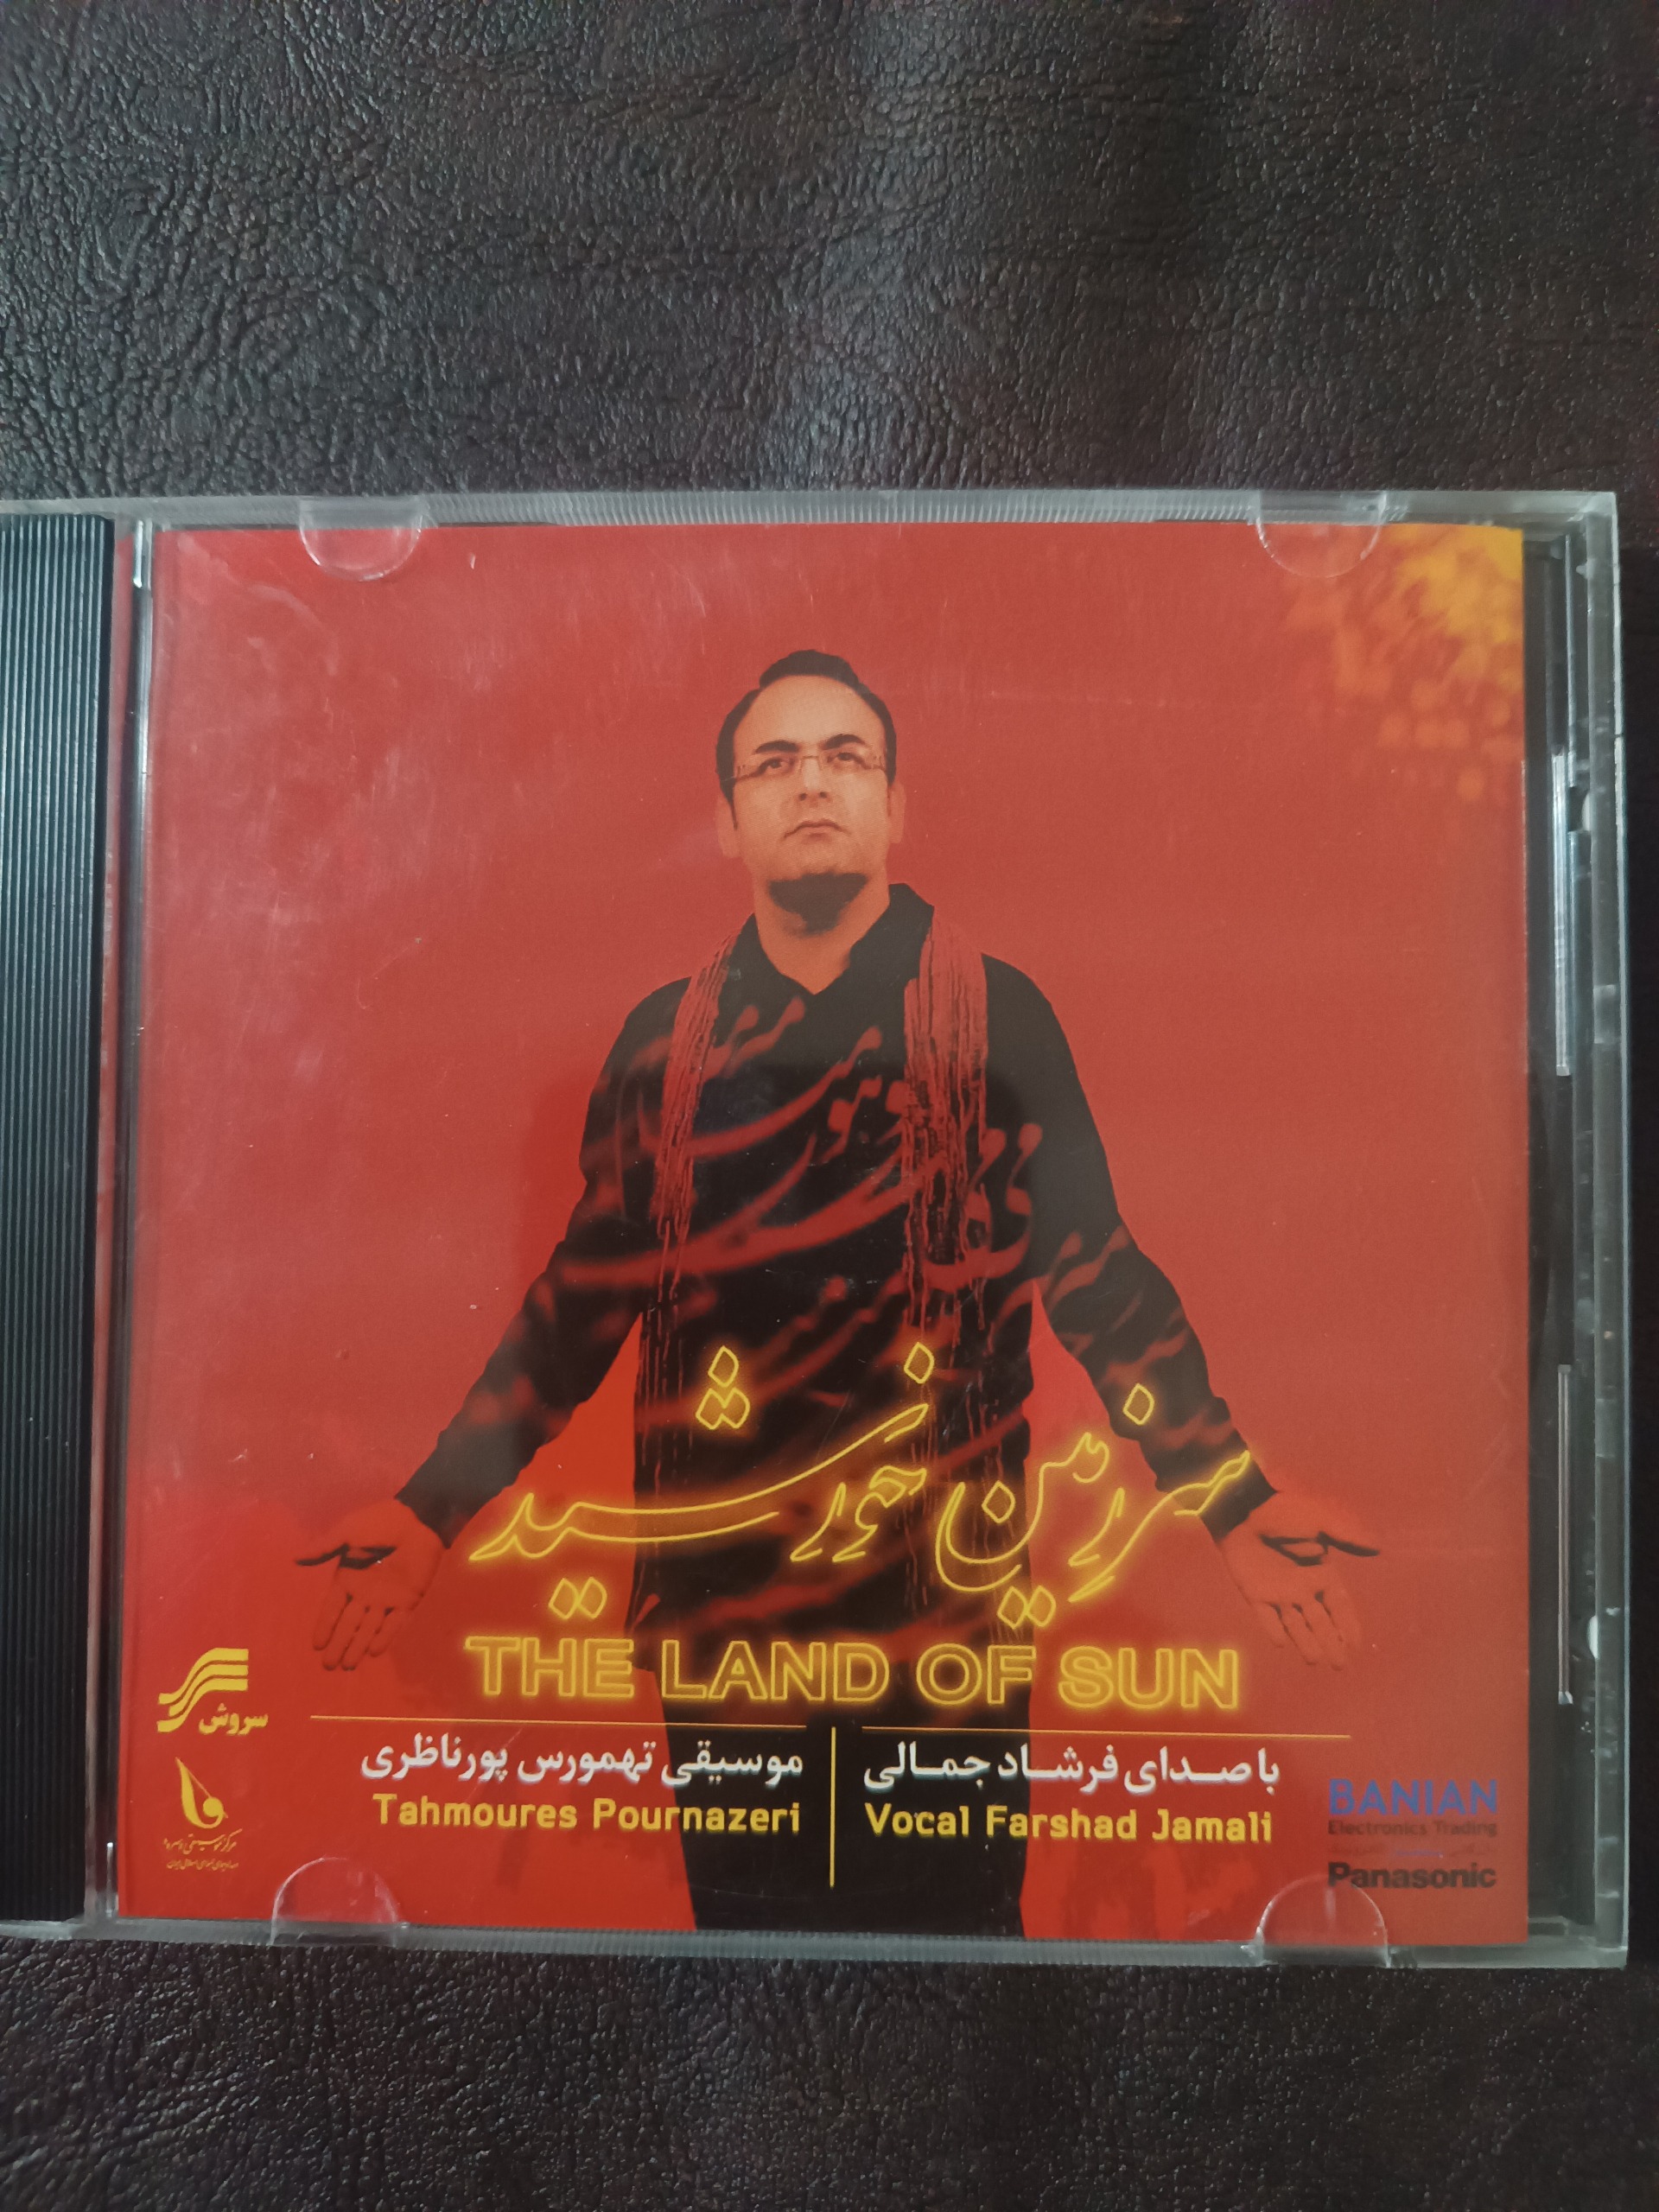 سرزمین خورشید
THE LAND OF SUN
با صدای فرشاد جمالی
Vocal Farshad Jamali
موسیقی تهمورس پورناظری
Tahmoures Pournazeri
سروش
BANIAN
Electronics Trading
Panasonic